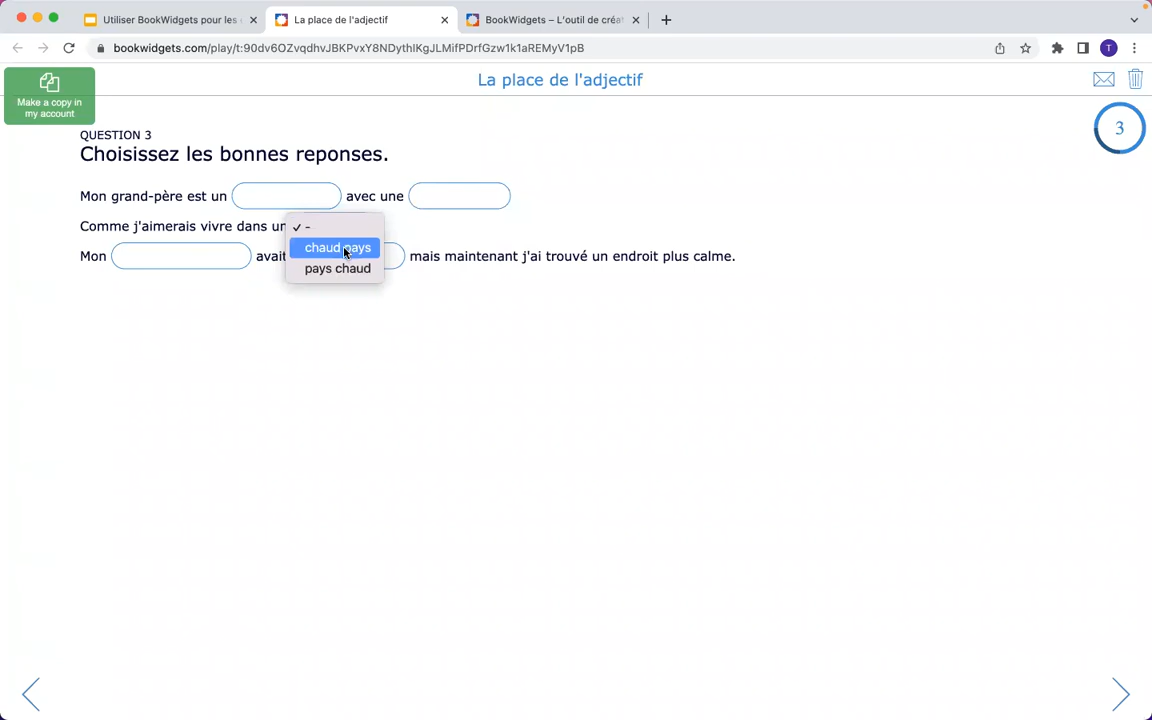 Utiliser BookWidgets pour les
La place de l'adjectif
BookWidgets – L'outil de créat
bookwidgets.com/play/t:90dv6OZvqdhvJBKPvxY8NDythlKgJLMifPDrfGzw1k1aREMyV1pB
T
La place de l'adjectif
Make a copy in
my account
3
QUESTION 3
Choisissez les bonnes reponses.
Mon grand-père est un avec une
Comme j'aimerais vivre dans un
✓ -
chaud pays
pays chaud
Mon avait mais maintenant j'ai trouvé un endroit plus calme.